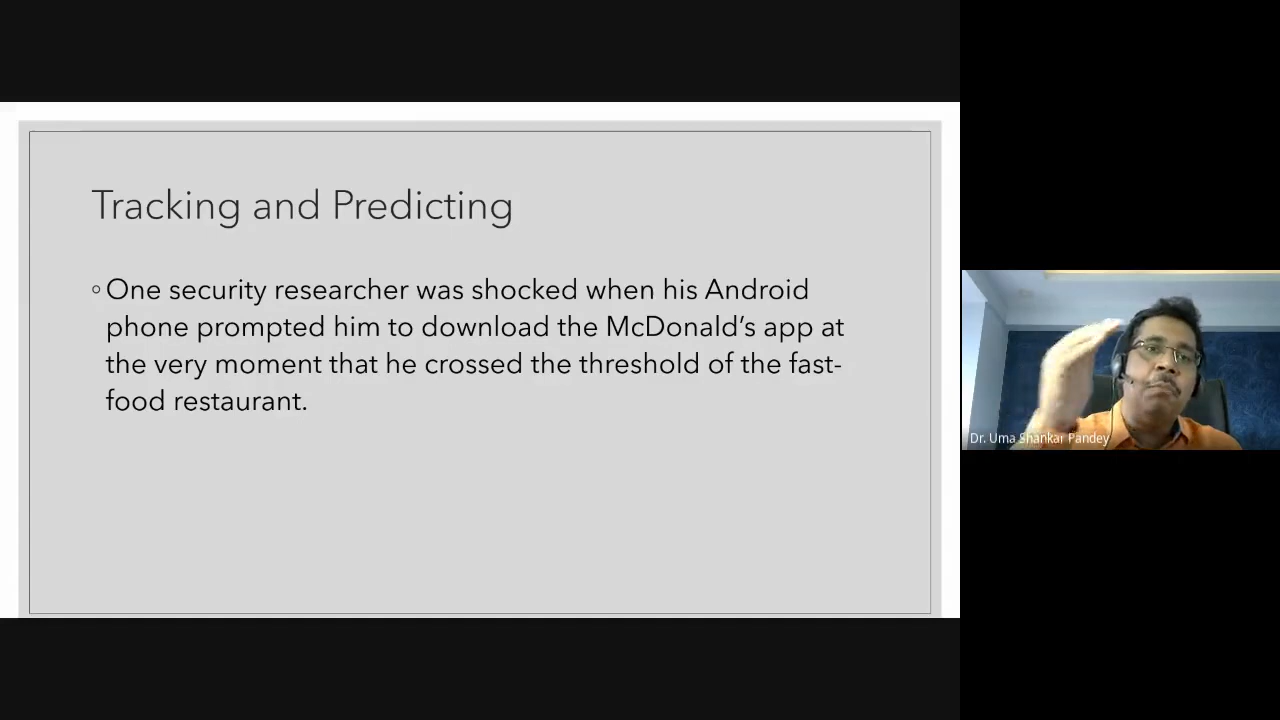 Tracking and Predicting
One security researcher was shocked when his Android
phone prompted him to download the McDonald’s app at
the very moment that he crossed the threshold of the fast-
food restaurant.
Dr. Uma Shankar Pandey